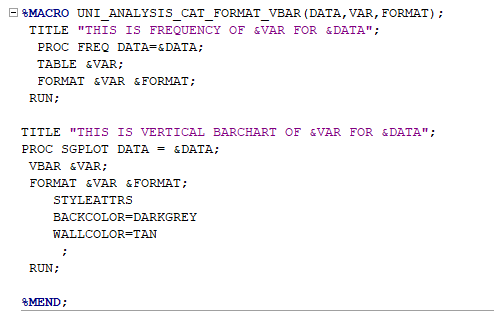 %MACRO UNI_ANALYSIS_CAT_FORMAT_VBAR(DATA,VAR,FORMAT);
TITLE "THIS IS FREQUENCY OF &VAR FOR &DATA";
PROC FREQ DATA=&DATA;
TABLE &VAR;
FORMAT &VAR &FORMAT;
RUN;
TITLE "THIS IS VERTICAL BARCHART OF &VAR FOR &DATA";
PROC SGPLOT DATA = &DATA;
VBAR &VAR;
FORMAT &VAR &FORMAT;
STYLEATTRS
BACKCOLOR=DARKGREY
WALLCOLOR=TAN
;
RUN;
%MEND;